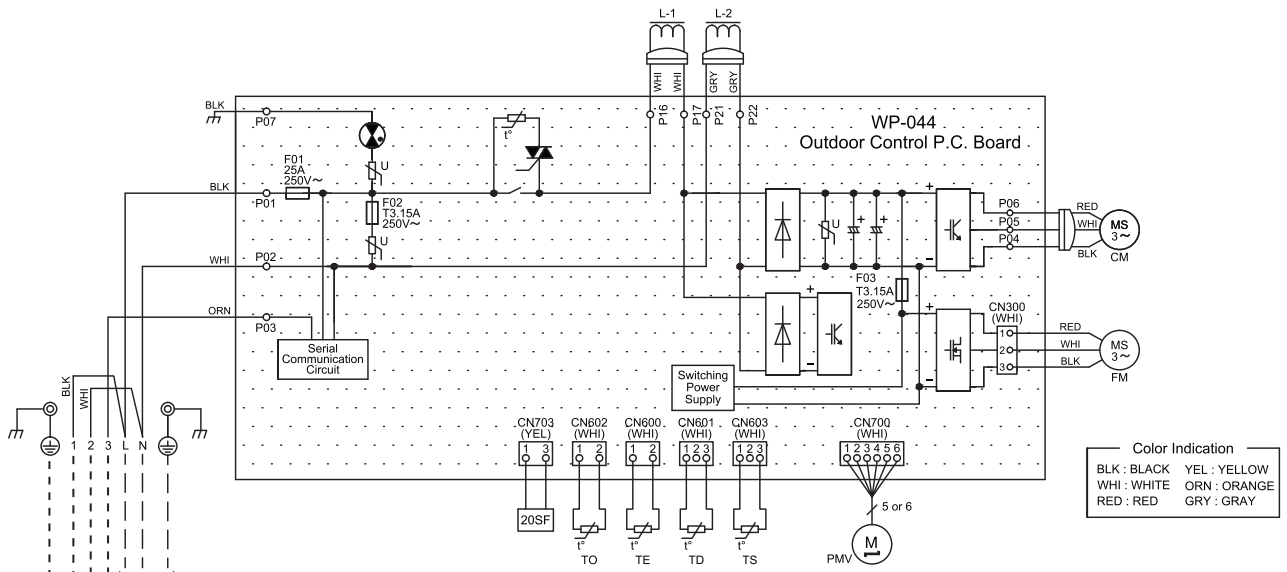 L-1
L-2
WHI
WHI
GRY
GRY
BLK
P07
P16
P17
P21
P22
WP-044
Outdoor Control P.C. Board
t°
U
F01
25A
250V~
BLK
P01
F02
T3.15A
250V~
U
U
+
+
+
-
P06
P05
P04
RED
WHI
BLK
MS
3~
CM
WHI
P02
F03
T3.15A
250V~
+
-
+
-
CN300
(WHI)
1
2
3
RED
WHI
BLK
MS
3~
FM
ORN
P03
Serial
Communication
Circuit
Switching
Power
Supply
BLK
WHI
1 2 3 L N
CN703
(YEL)
1 3
CN602
(WHI)
1 2
CN600
(WHI)
1 2
CN601
(WHI)
1 2 3
CN603
(WHI)
1 2 3
CN700
(WHI)
1 2 3 4 5 6
20SF
t°
TO
t°
TE
t°
TD
t°
TS
5 or 6
PMV
M
Color Indication
BLK : BLACK YEL : YELLOW
WHI : WHITE ORN : ORANGE
RED : RED GRY : GRAY